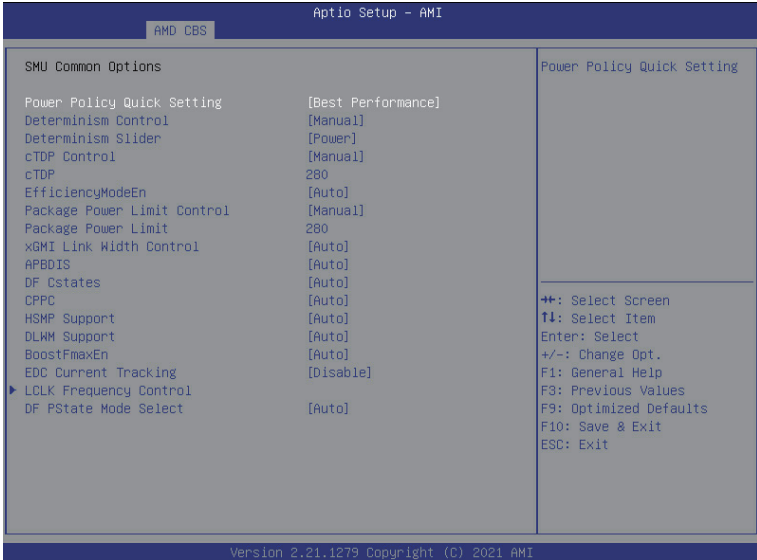 Aptio Setup – AMI
AMD CBS
SMU Common Options
Power Policy Quick Setting [Best Performance]
Determinism Control [Manual]
Determinism Slider [Power]
cTDP Control [Manual]
cTDP 280
EfficiencyModeEn [Auto]
Package Power Limit Control [Manual]
Package Power Limit 280
xGMI Link Width Control [Auto]
APBDIS [Auto]
DF Cstates [Auto]
CPPC [Auto]
HSMP Support [Auto]
DLWM Support [Auto]
BoostFmaxEn [Auto]
EDC Current Tracking [Disable]
LCLK Frequency Control
DF PState Mode Select [Auto]
Power Policy Quick Setting
→←: Select Screen
↑↓: Select Item
Enter: Select
+/-: Change Opt.
F1: General Help
F3: Previous Values
F9: Optimized Defaults
F10: Save & Exit
ESC: Exit
Version 2.21.1279 Copyright (C) 2021 AMI